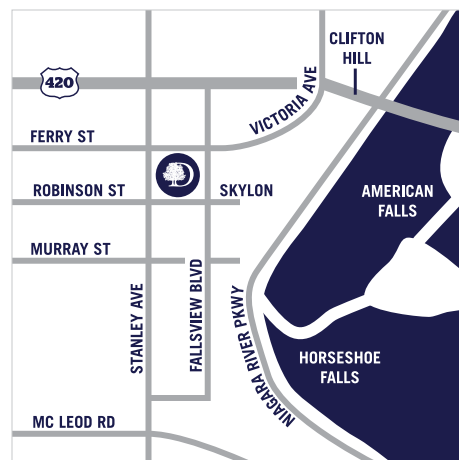 CLIFTON
HILL
420
VICTORIA AVE
FERRY ST
ROBINSON ST
SKYLON
AMERICAN
FALLS
MURRAY ST
STANLEY AVE
FALLSVIEW BLVD
NIAGARA RIVER PKWY
HORSESHOE
FALLS
MC LEOD RD